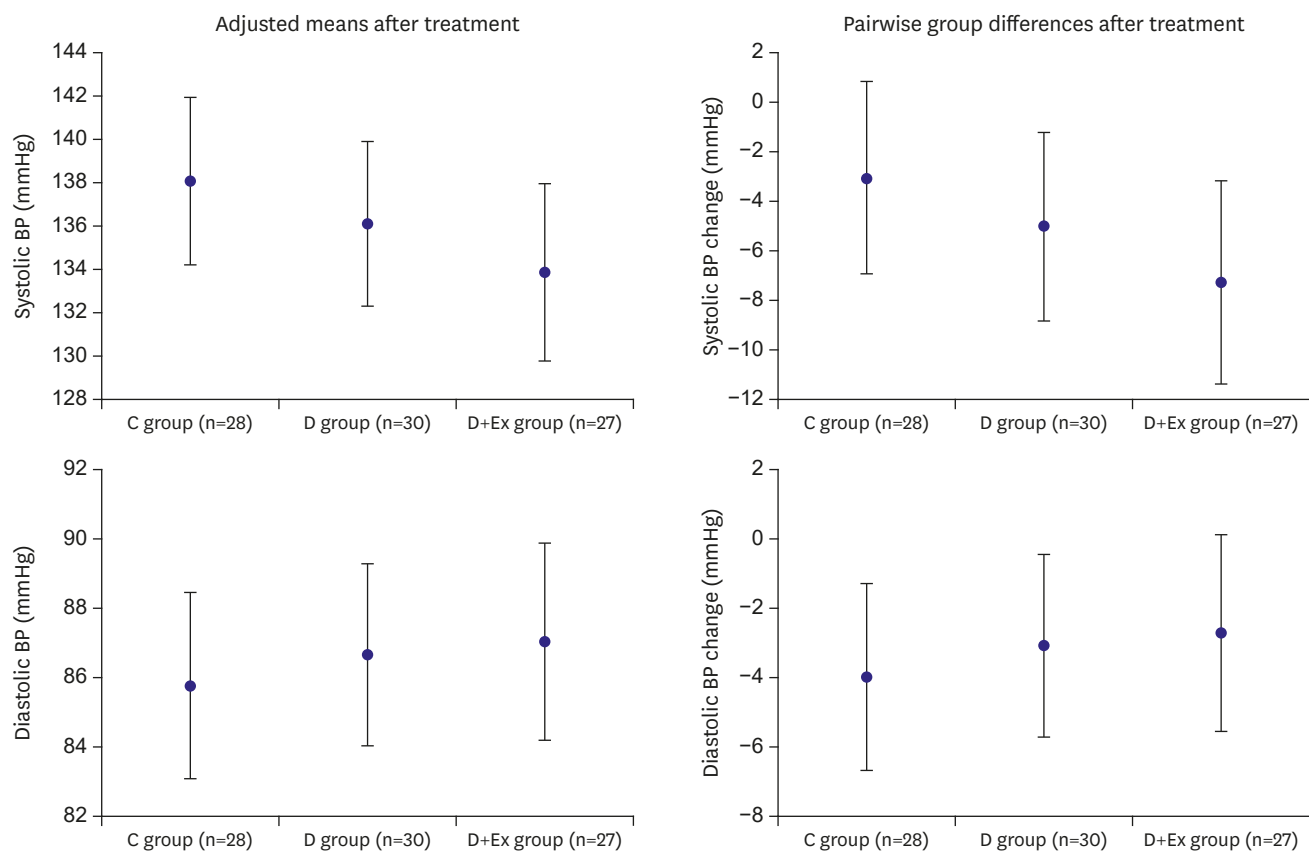 Adjusted means after treatment
Systolic BP (mmHg)
144
142
140
138
136
134
132
130
128
C group (n=28) D group (n=30) D+Ex group (n=27)
Pairwise group differences after treatment
Systolic BP change (mmHg)
2
0
−2
−4
−6
−8
−10
−12
C group (n=28) D group (n=30) D+Ex group (n=27)
Diastolic BP (mmHg)
92
90
88
86
84
82
C group (n=28) D group (n=30) D+Ex group (n=27)
Diastolic BP change (mmHg)
2
0
−2
−4
−6
−8
C group (n=28) D group (n=30) D+Ex group (n=27)